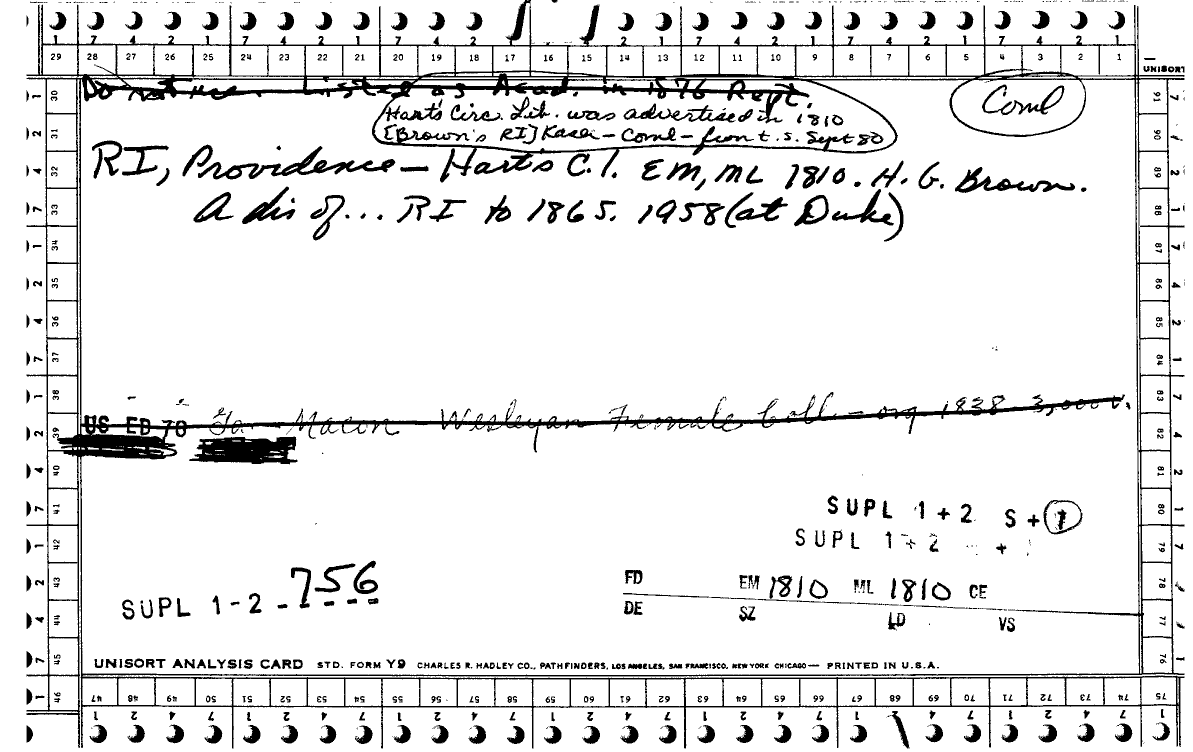 7 4 2 1 7 4 2 1 7 4 2 1 2 1 7 4 2 1 7 4 2 1 7 4 2 1
29 28 27 26 25 24 23 22 21 20 19 18 17 16 15 14 13 12 11 10 9 8 7 6 5 4 3 2 1
UNISORT
Do not use. Listed as Acad. in 1876 Rept.
Hart's Circ. Lib. was advertised in 1810
[Brown's RI] Kaser - Coml - from t.s. Sept 80
Coml
RI, Providence - Hart's C.l. EM, ML 1810. H. G. Brown.
A dis of... RI to 1865. 1958 (at Duke)
US ED 76 Ga Macon Wesleyan Female Coll - org 1838 3,000 v.
SUPL 1+2 S+
SUPL 1+2 +
SUPL 1-2 - 756
FD EM 1810 ML 1810 CE
DE SZ LD VS
UNISORT ANALYSIS CARD STD. FORM Y9 CHARLES R. HADLEY CO., PATHFINDERS, LOS ANGELES, SAN FRANCISCO, NEW YORK CHICAGO — PRINTED IN U.S.A.
30 31 32 33 34 35 36 37 38 39 40 41 42 43 44 45 46
91 90 89 88 87 86 85 84 83 82 81 80 79 78 77 76 75
47 48 49 50 51 52 53 54 55 56 57 58 59 60 61 62 63 64 65 66 67 68 69 70 71 72 73 74